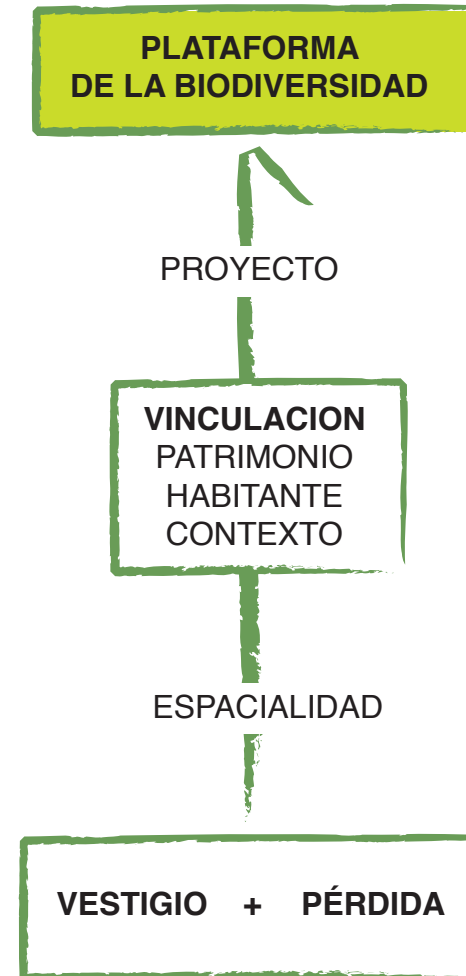 PLATAFORMA
DE LA BIODIVERSIDAD
PROYECTO
VINCULACION
PATRIMONIO
HABITANTE
CONTEXTO
ESPACIALIDAD
VESTIGIO + PÉRDIDA